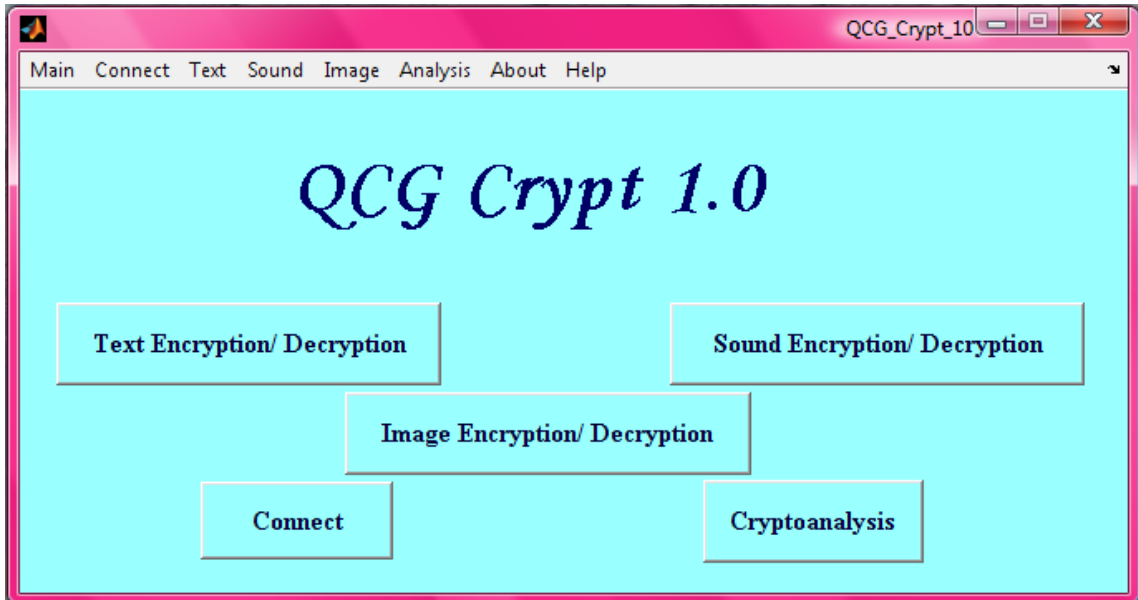 QCG_Crypt_10
Main Connect Text Sound Image Analysis About Help
QCG Crypt 1.0
Text Encryption/ Decryption
Sound Encryption/ Decryption
Image Encryption/ Decryption
Connect
Cryptoanalysis